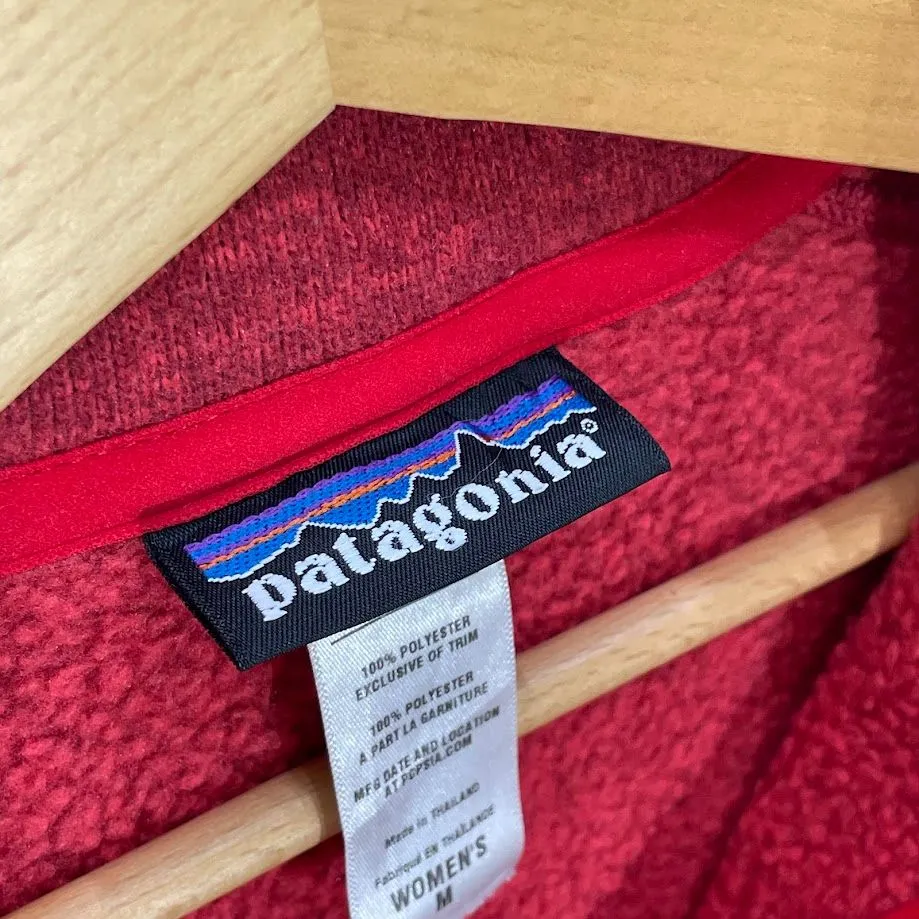 patagonia®
100% POLYESTER
EXCLUSIVE OF TRIM
100% POLYESTER
A PART LA GARNITURE
MFG DATE AND LOCATION
AT PCPSIA.COM
Made in THAILAND
Fabriqué EN THAÏLANDE
WOMEN'S
M